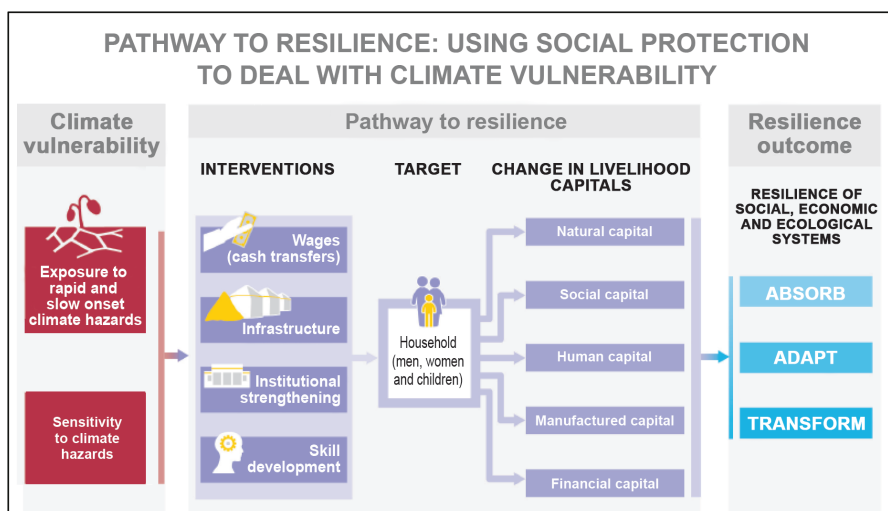 PATHWAY TO RESILIENCE: USING SOCIAL PROTECTION
TO DEAL WITH CLIMATE VULNERABILITY
Climate
vulnerability
Exposure to
rapid and
slow onset
climate hazards
Sensitivity
to climate
hazards
Pathway to resilience
INTERVENTIONS
Wages
(cash transfers)
Infrastructure
Institutional
strengthening
Skill
development
TARGET
Household
(men, women
and children)
CHANGE IN LIVELIHOOD
CAPITALS
Natural capital
Social capital
Human capital
Manufactured capital
Financial capital
Resilience
outcome
RESILIENCE OF
SOCIAL, ECONOMIC
AND ECOLOGICAL
SYSTEMS
ABSORB
ADAPT
TRANSFORM